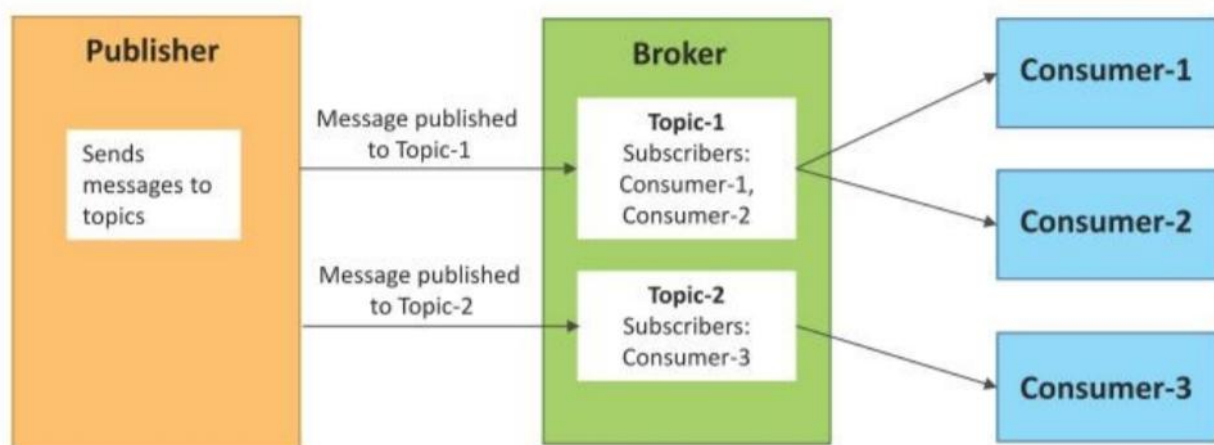 Publisher
Sends
messages to
topics
Message published
to Topic-1
Message published
to Topic-2
Broker
Topic-1
Subscribers:
Consumer-1,
Consumer-2
Topic-2
Subscribers:
Consumer-3
Consumer-1
Consumer-2
Consumer-3